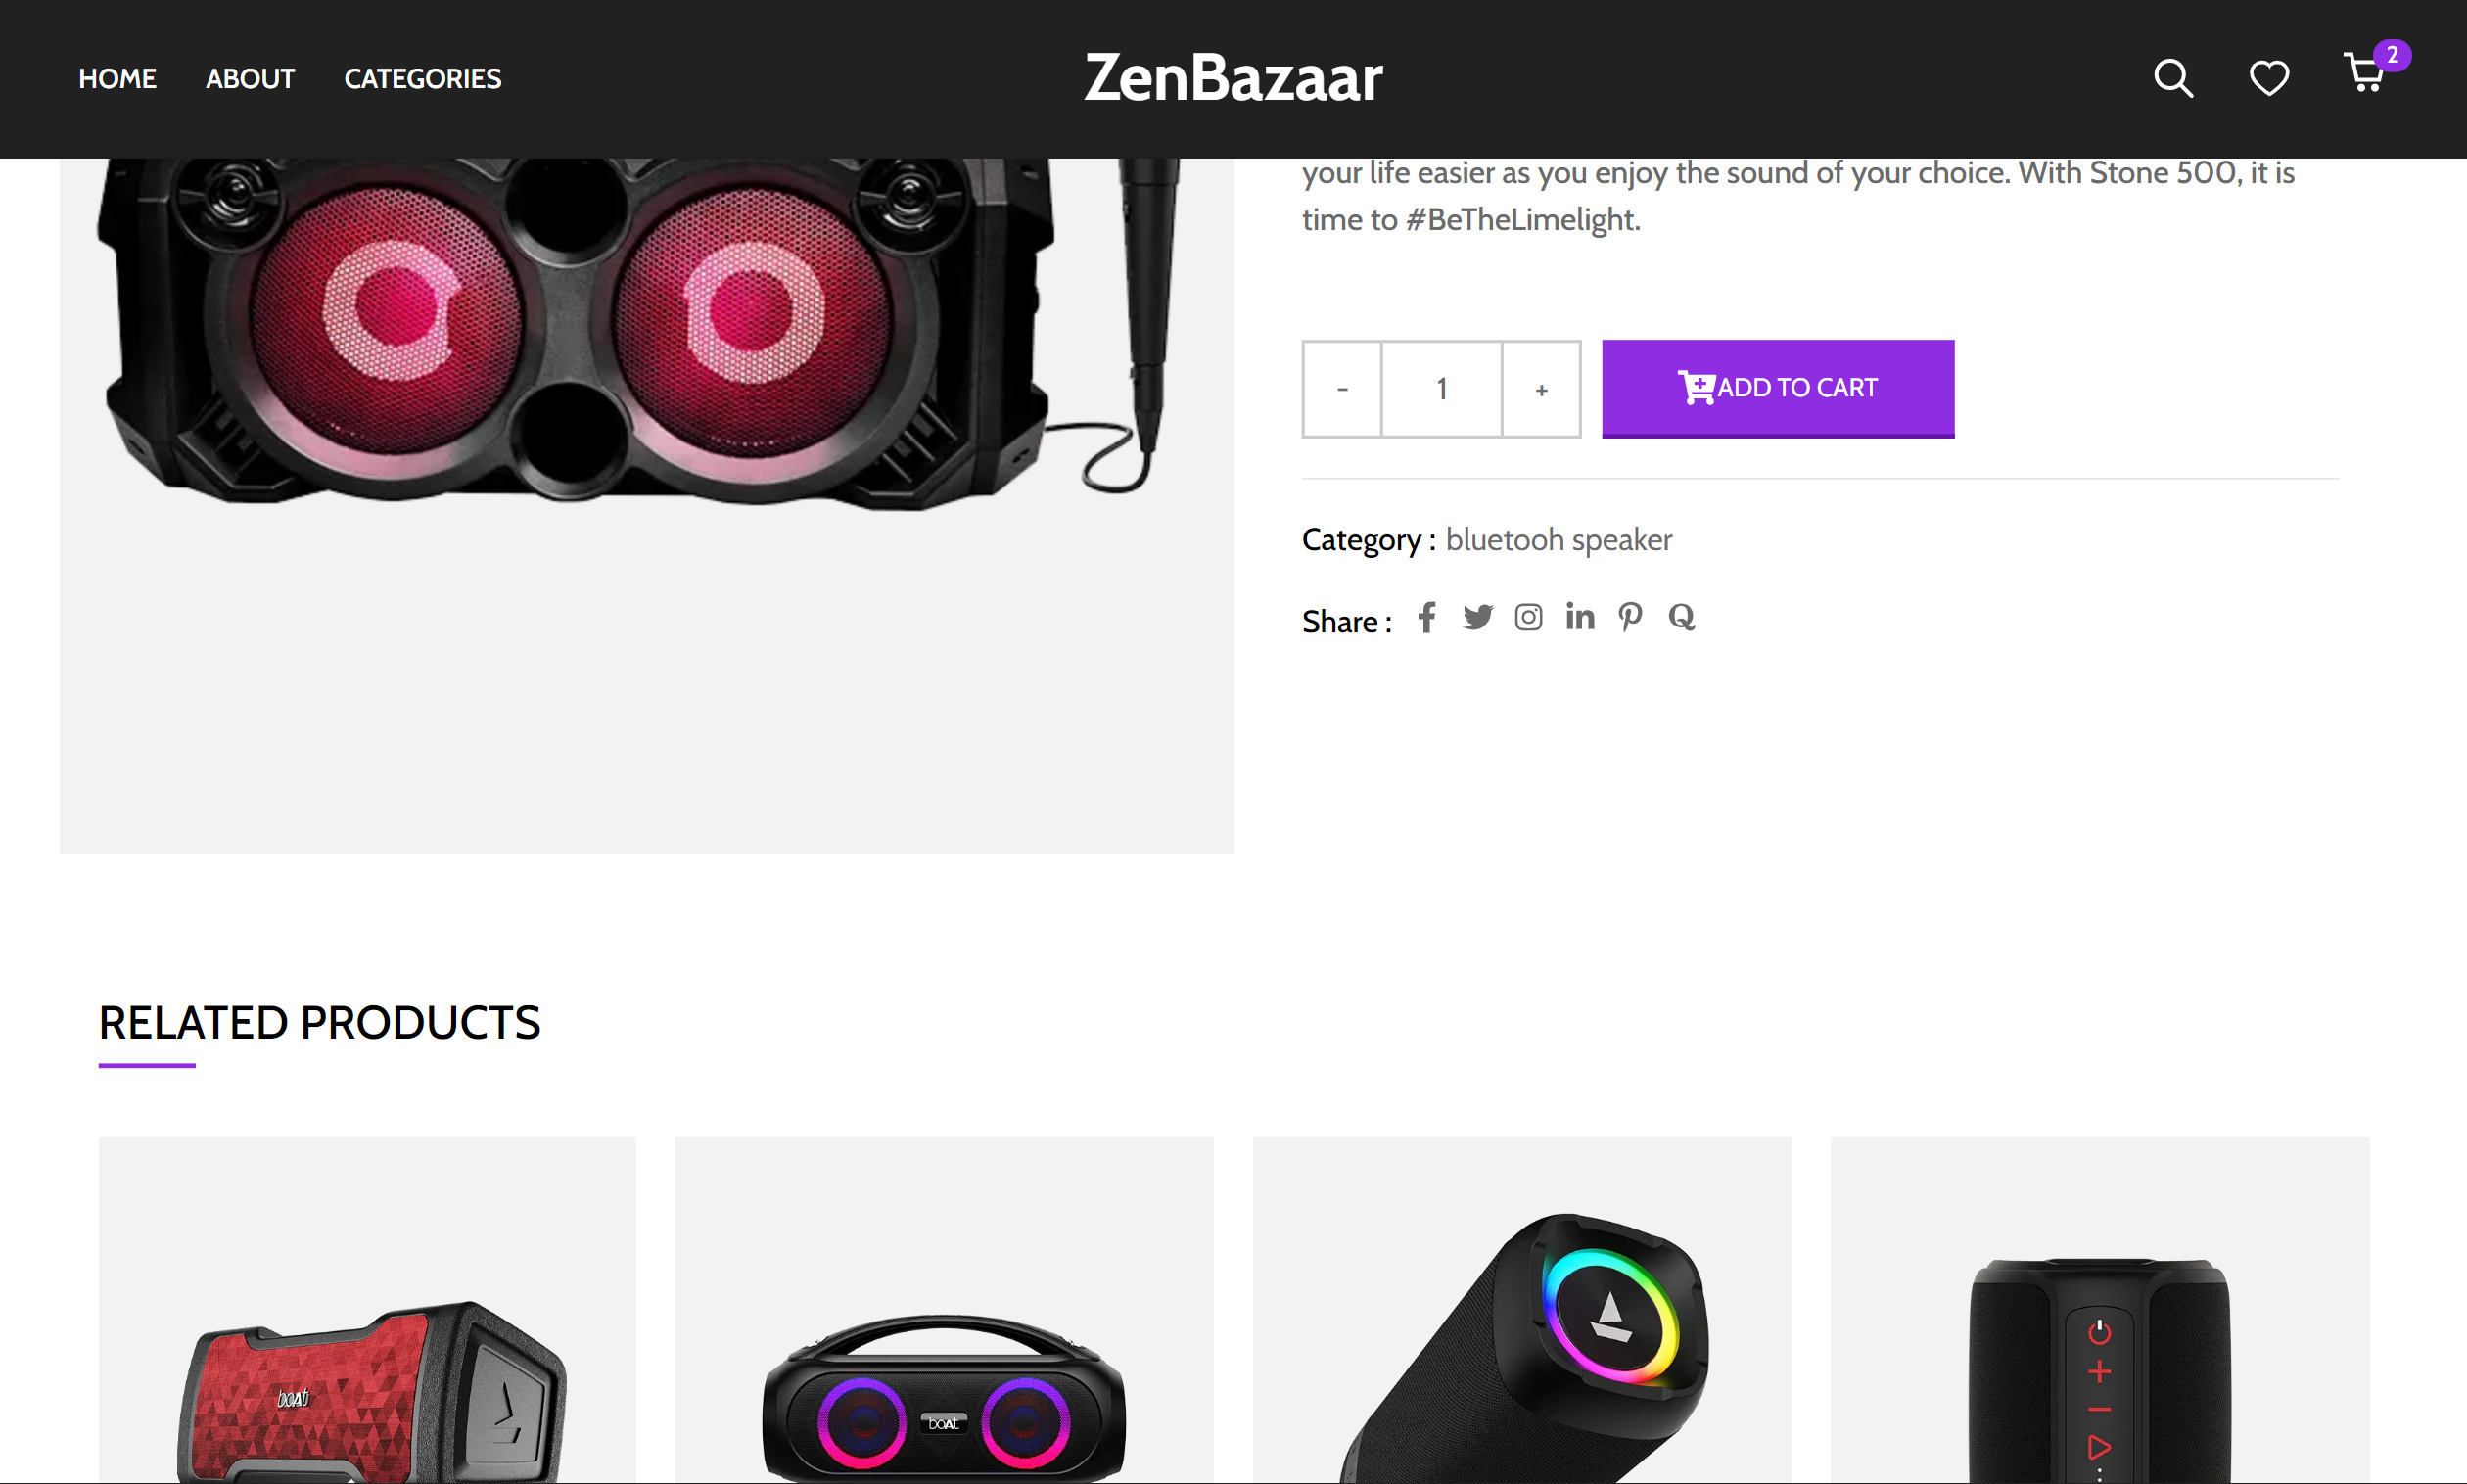 HOME ABOUT CATEGORIES ZenBazaar 2
your life easier as you enjoy the sound of your choice. With Stone 500, it is
time to #BeTheLimelight.
- 1 + ADD TO CART
Category : bluetooh speaker
Share :
RELATED PRODUCTS
boAt
boAt